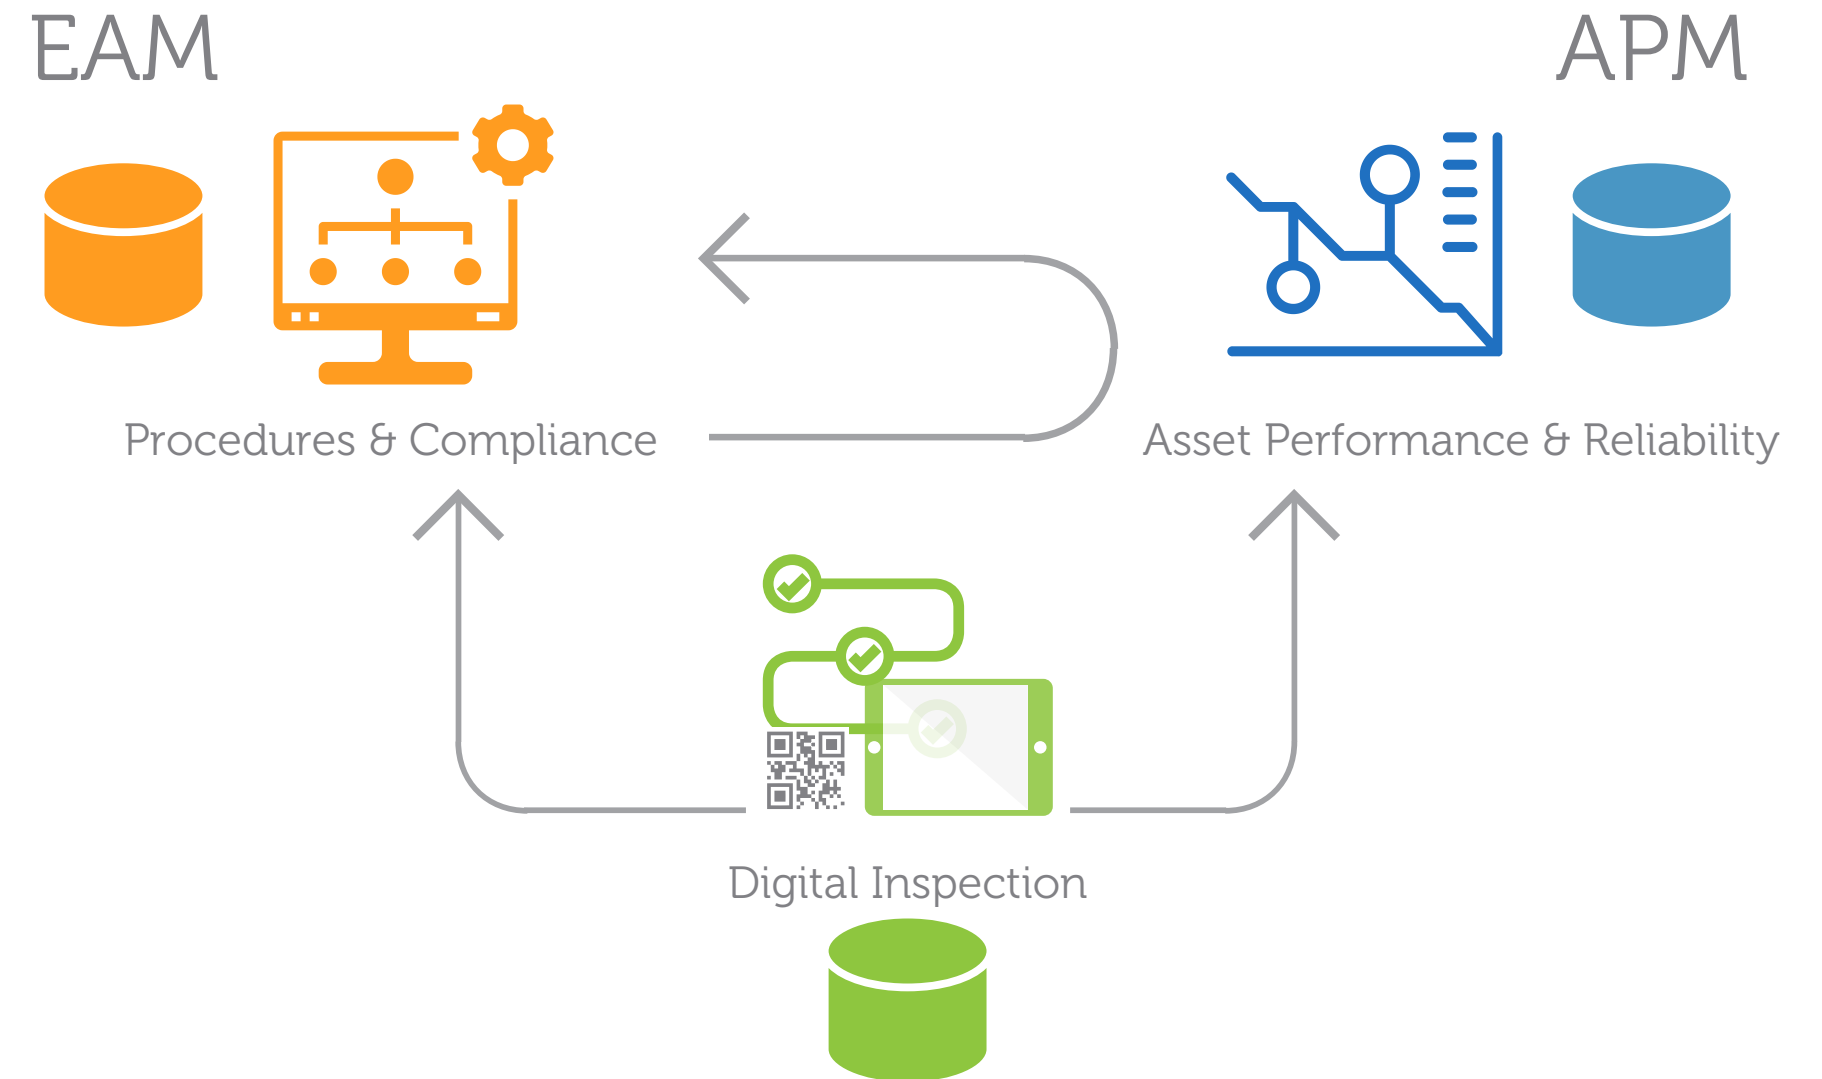 EAM
APM
Procedures & Compliance
Asset Performance & Reliability
Digital Inspection